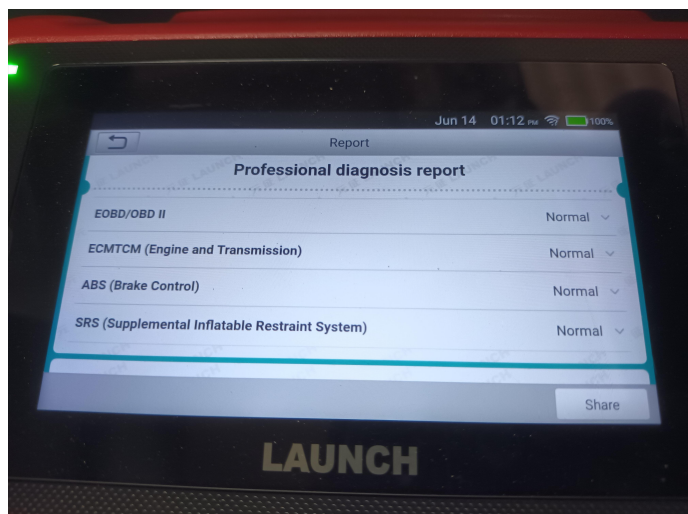 Jun 14 01:12 PM 100%
Report
Professional diagnosis report
EOBD/OBD II Normal
ECMTCM (Engine and Transmission) Normal
ABS (Brake Control) Normal
SRS (Supplemental Inflatable Restraint System) Normal
Share
LAUNCH